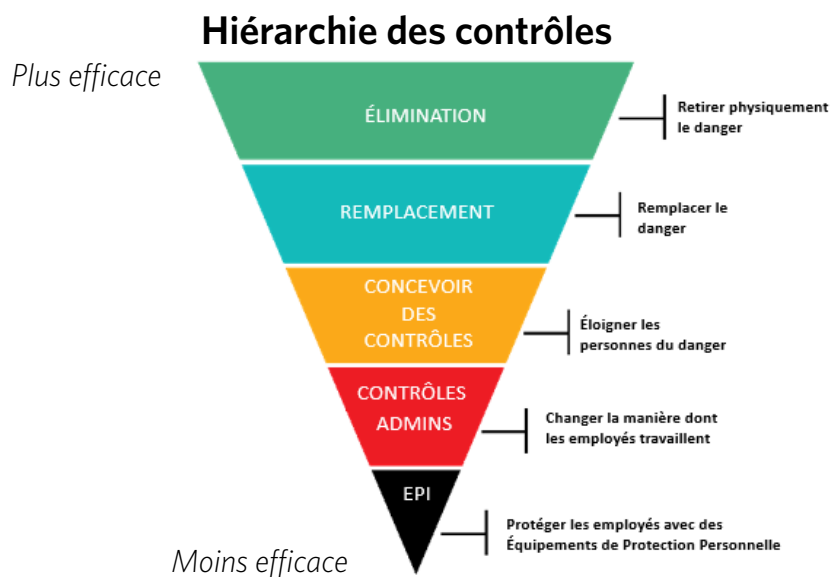 Hiérarchie des contrôles
Plus efficace
ÉLIMINATION
Retirer physiquement
le danger
REMPLACEMENT
Remplacer le
danger
CONCEVOIR
DES
CONTRÔLES
Éloigner les
personnes du danger
CONTRÔLES
ADMINS
Changer la manière dont
les employés travaillent
EPI
Protéger les employés avec des
Équipements de Protection Personnelle
Moins efficace